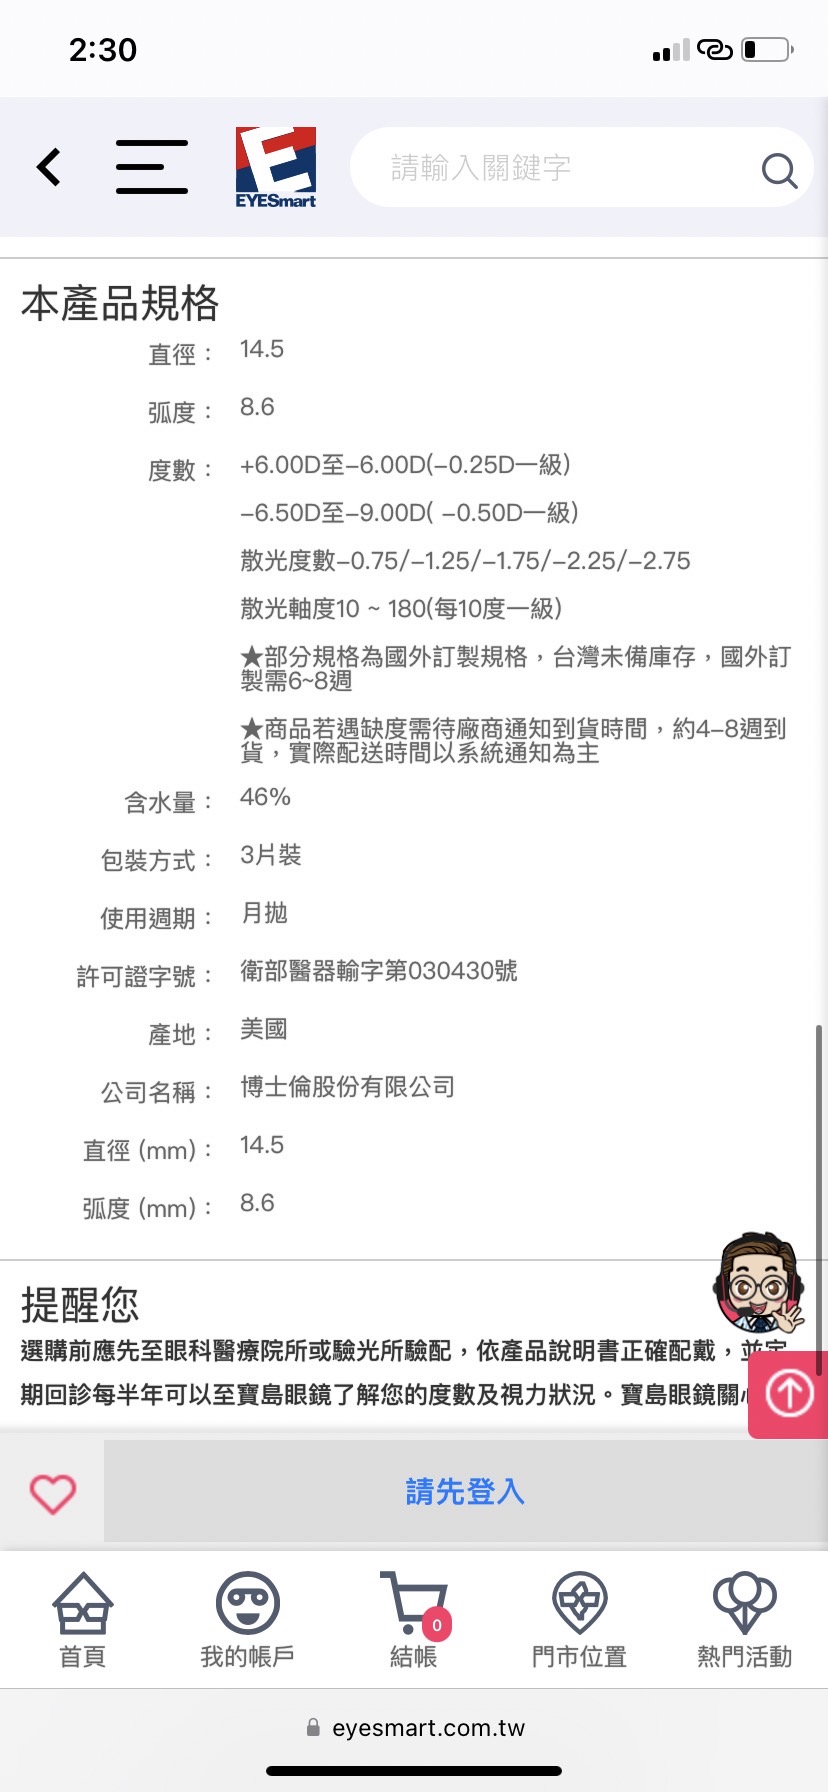 2:30
EYESmart
請輸入關鍵字
本產品規格
直徑： 14.5
弧度： 8.6
度數： +6.00D至–6.00D(–0.25D一級)
–6.50D至–9.00D( –0.50D一級)
散光度數–0.75/–1.25/–1.75/–2.25/–2.75
散光軸度10 ~ 180(每10度一級)
★部分規格為國外訂製規格，台灣未備庫存，國外訂
製需6~8週
★商品若遇缺度需待廠商通知到貨時間，約4–8週到
貨，實際配送時間以系統通知為主
含水量： 46%
包裝方式： 3片裝
使用週期： 月拋
許可證字號： 衛部醫器輸字第030430號
產地： 美國
公司名稱： 博士倫股份有限公司
直徑 (mm)： 14.5
弧度 (mm)： 8.6
提醒您
選購前應先至眼科醫療院所或驗光所驗配，依產品說明書正確配戴，並定
期回診每半年可以至寶島眼鏡了解您的度數及視力狀況。寶島眼鏡關
請先登入
0
首頁 我的帳戶 結帳 門市位置 熱門活動
eyesmart.com.tw